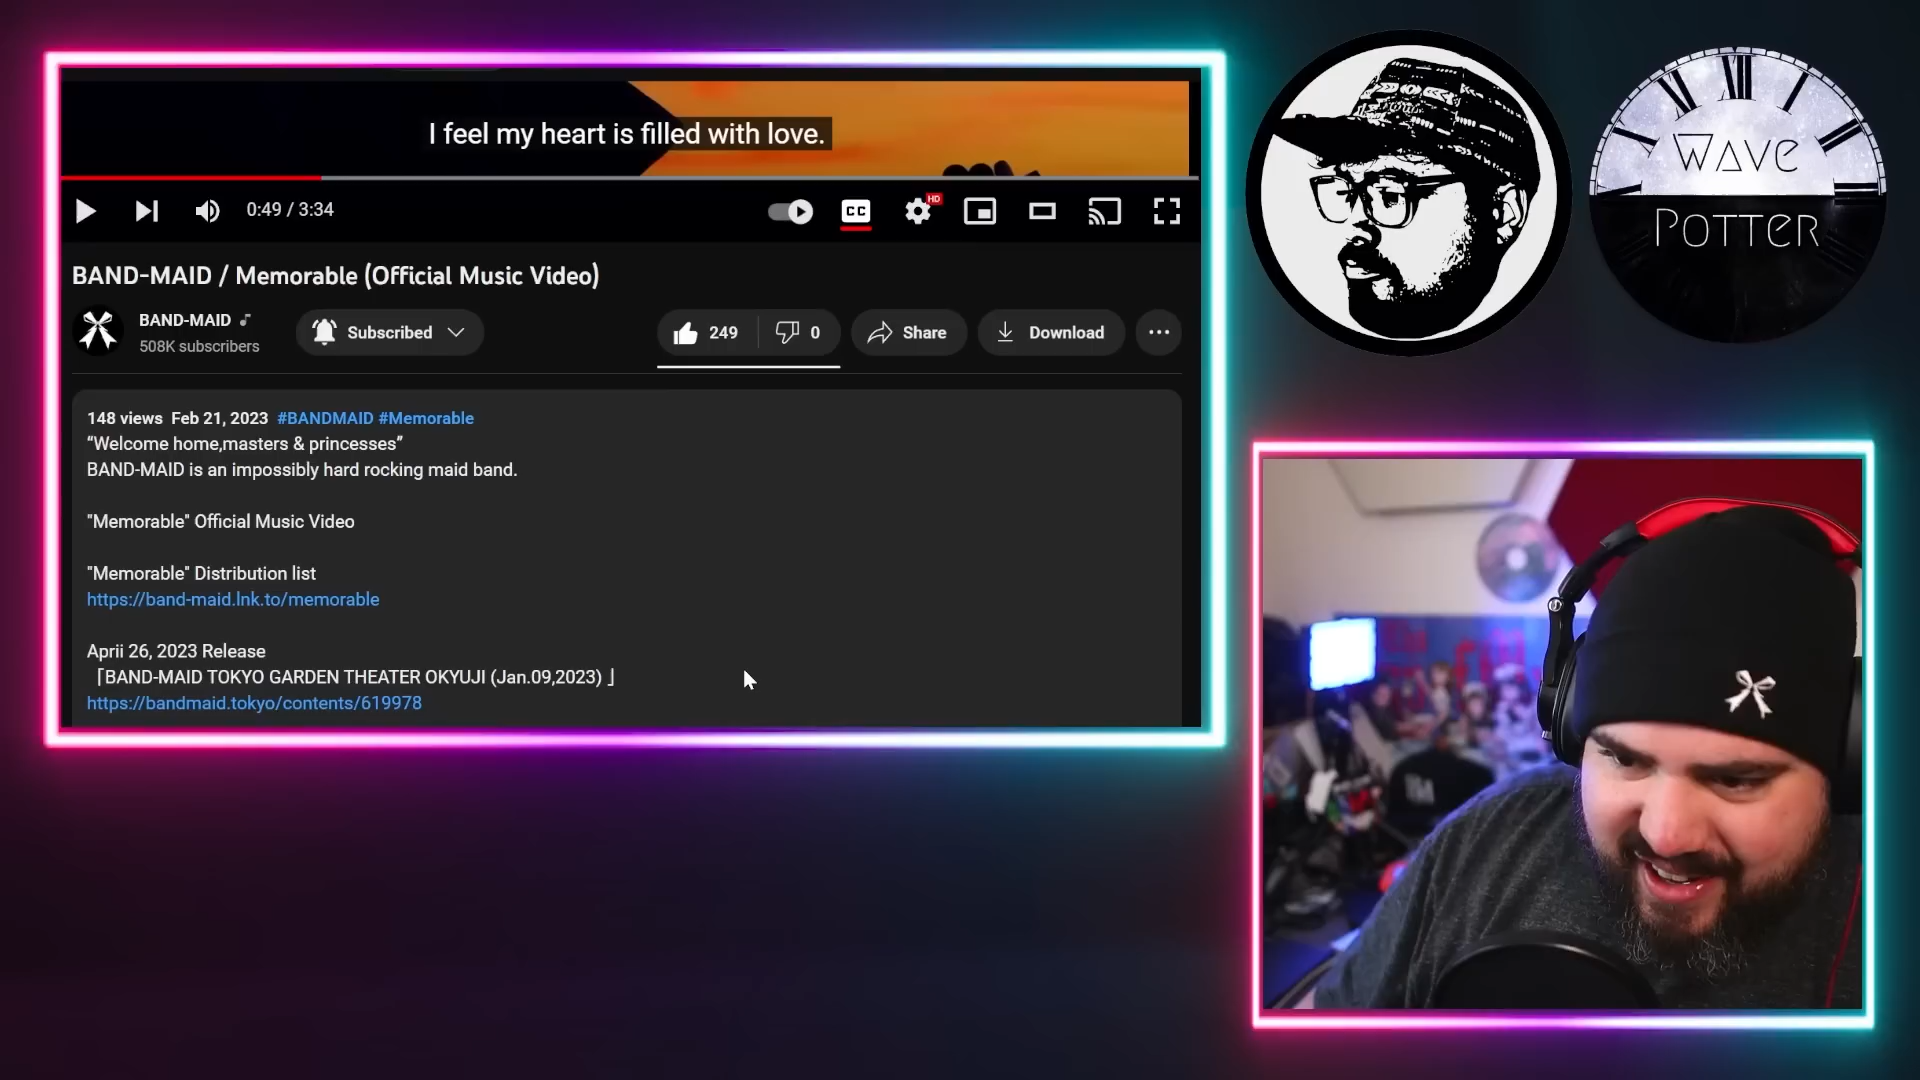 I feel my heart is filled with love.
0:49 / 3:34
CC
HD
BAND-MAID / Memorable (Official Music Video)
BAND-MAID
508K subscribers
Subscribed
249
0
Share
Download
148 views Feb 21, 2023 #BANDMAID #Memorable
“Welcome home,masters & princesses”
BAND-MAID is an impossibly hard rocking maid band.
"Memorable" Official Music Video
"Memorable" Distribution list
https://band-maid.lnk.to/memorable
Aprii 26, 2023 Release
「BAND-MAID TOKYO GARDEN THEATER OKYUJI (Jan.09,2023) 」
https://bandmaid.tokyo/contents/619978
WAVE
POTTER